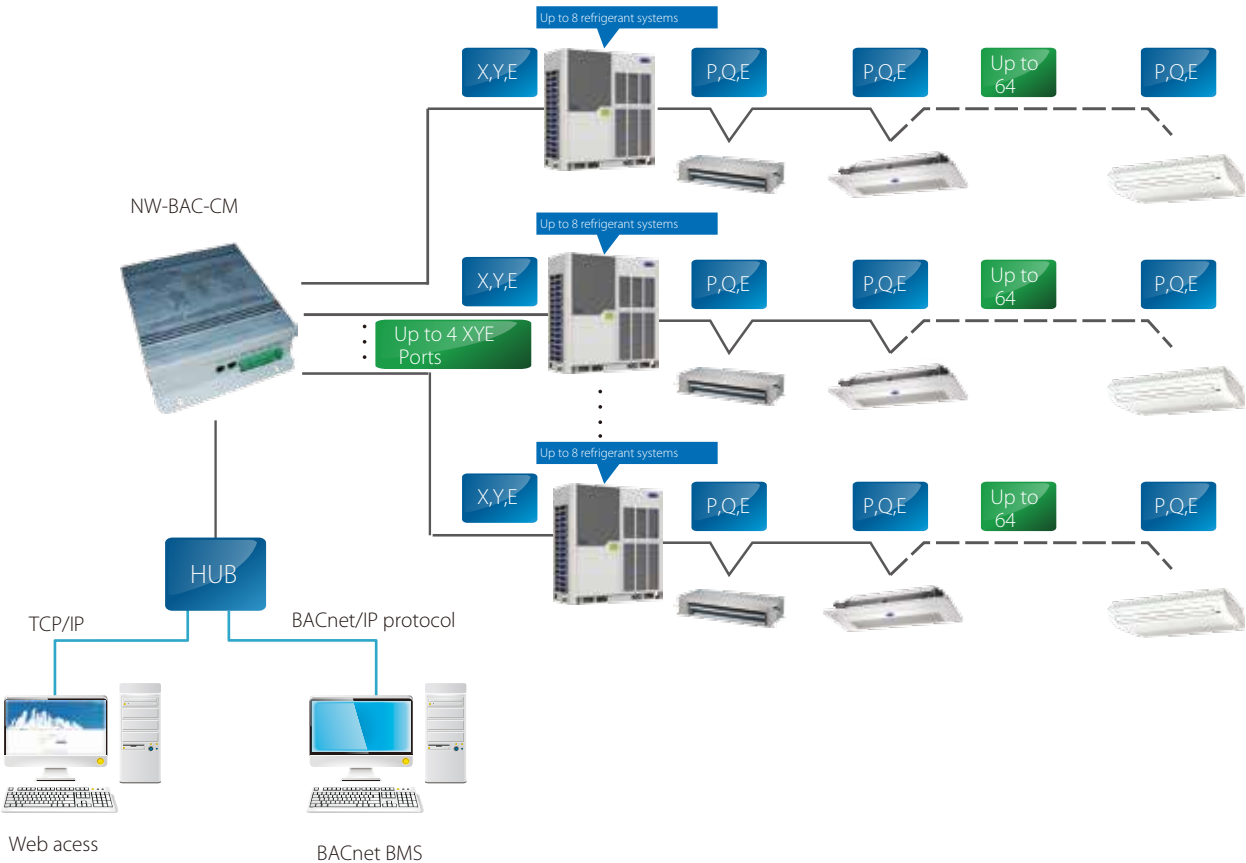 Up to 8 refrigerant systems
X,Y,E
P,Q,E
P,Q,E
Up to
64
P,Q,E
NW-BAC-CM
Up to 8 refrigerant systems
X,Y,E
P,Q,E
P,Q,E
Up to
64
P,Q,E
Up to 4 XYE
Ports
Up to 8 refrigerant systems
X,Y,E
P,Q,E
P,Q,E
Up to
64
P,Q,E
HUB
TCP/IP
BACnet/IP protocol
Web acess
BACnet BMS